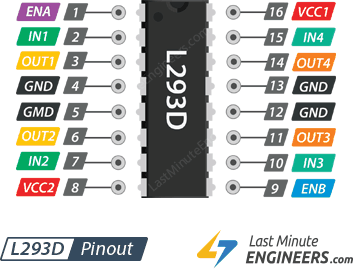 ENA 1
IN1 2
OUT1 3
GND 4
GMD 5
OUT2 6
IN2 7
VCC2 8
L293D
16 VCC1
15 IN4
14 OUT4
13 GND
12 GND
11 OUT3
10 IN3
9 ENB
LastMinuteE
LastMinuteEn
L293D Pinout
Last Minute
ENGINEERS.com